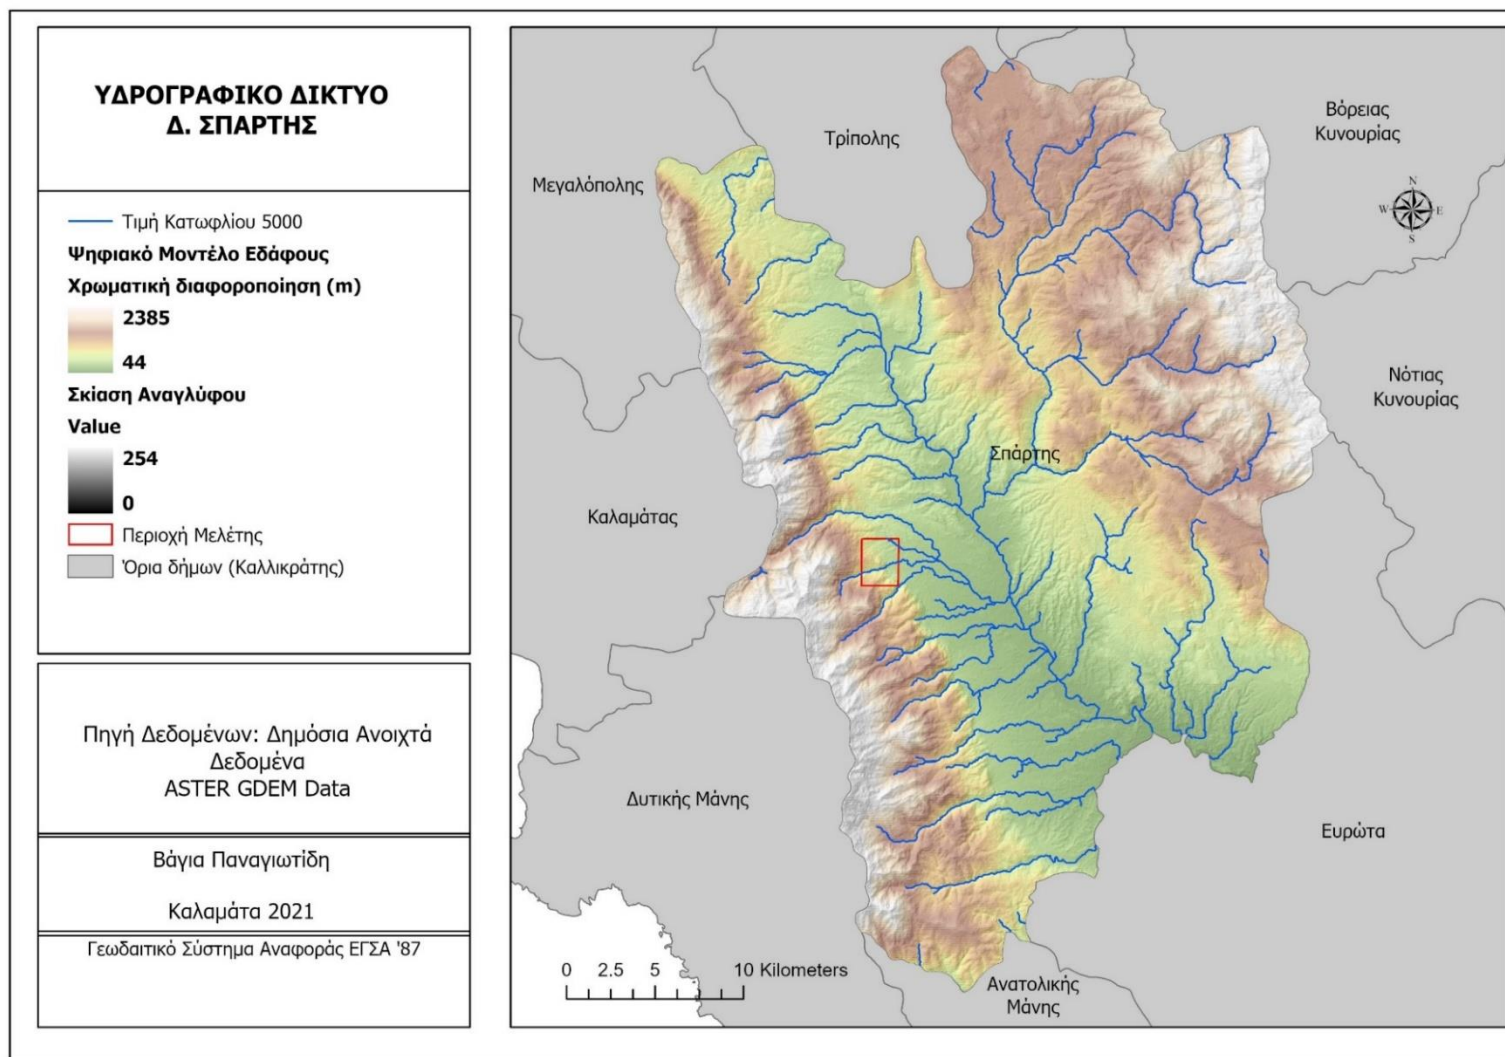 ΥΔΡΟΓΡΑΦΙΚΟ ΔΙΚΤΥΟ
Δ. ΣΠΑΡΤΗΣ
Τιμή Κατωφλίου 5000
Ψηφιακό Μοντέλο Εδάφους
Χρωματική διαφοροποίηση (m)
2385
44
Σκίαση Αναγλύφου
Value
254
0
Περιοχή Μελέτης
Όρια δήμων (Καλλικράτης)
Πηγή Δεδομένων: Δημόσια Ανοιχτά
Δεδομένα
ASTER GDEM Data
Βάγια Παναγιωτίδη
Καλαμάτα 2021
Γεωδαιτικό Σύστημα Αναφοράς ΕΓΣΑ '87
Βόρειας
Κυνουρίας
Τρίπολης
Μεγαλόπολης
N
W
E
S
Νότιας
Κυνουρίας
Σπάρτης
Καλαμάτας
Δυτικής Μάνης
Ευρώτα
0 2.5 5 10 Kilometers
Ανατολικής
Μάνης